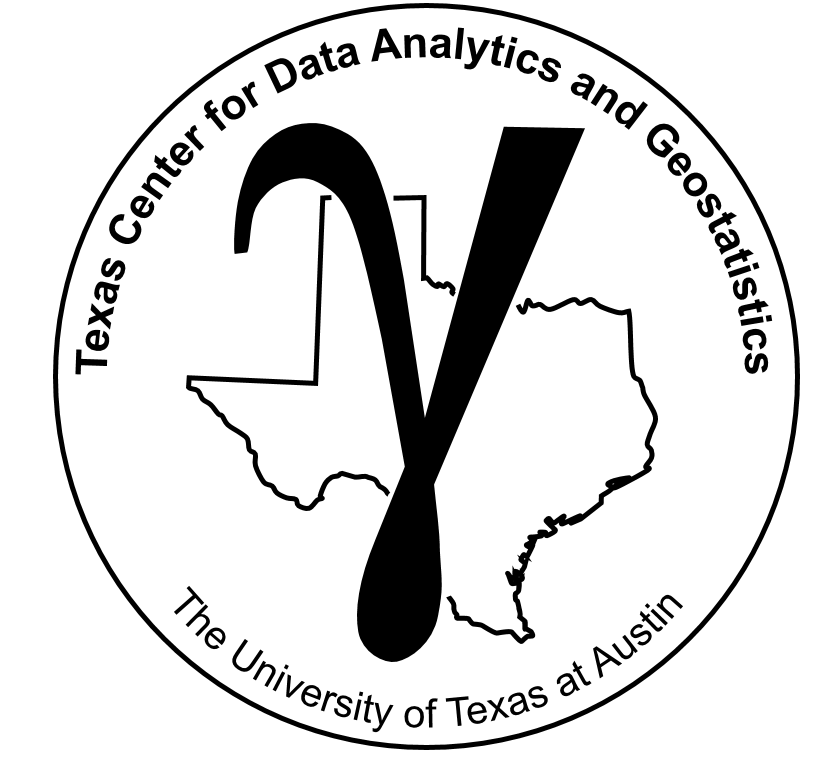 Texas Center for Data Analytics and Geostatistics
γ
The University of Texas at Austin